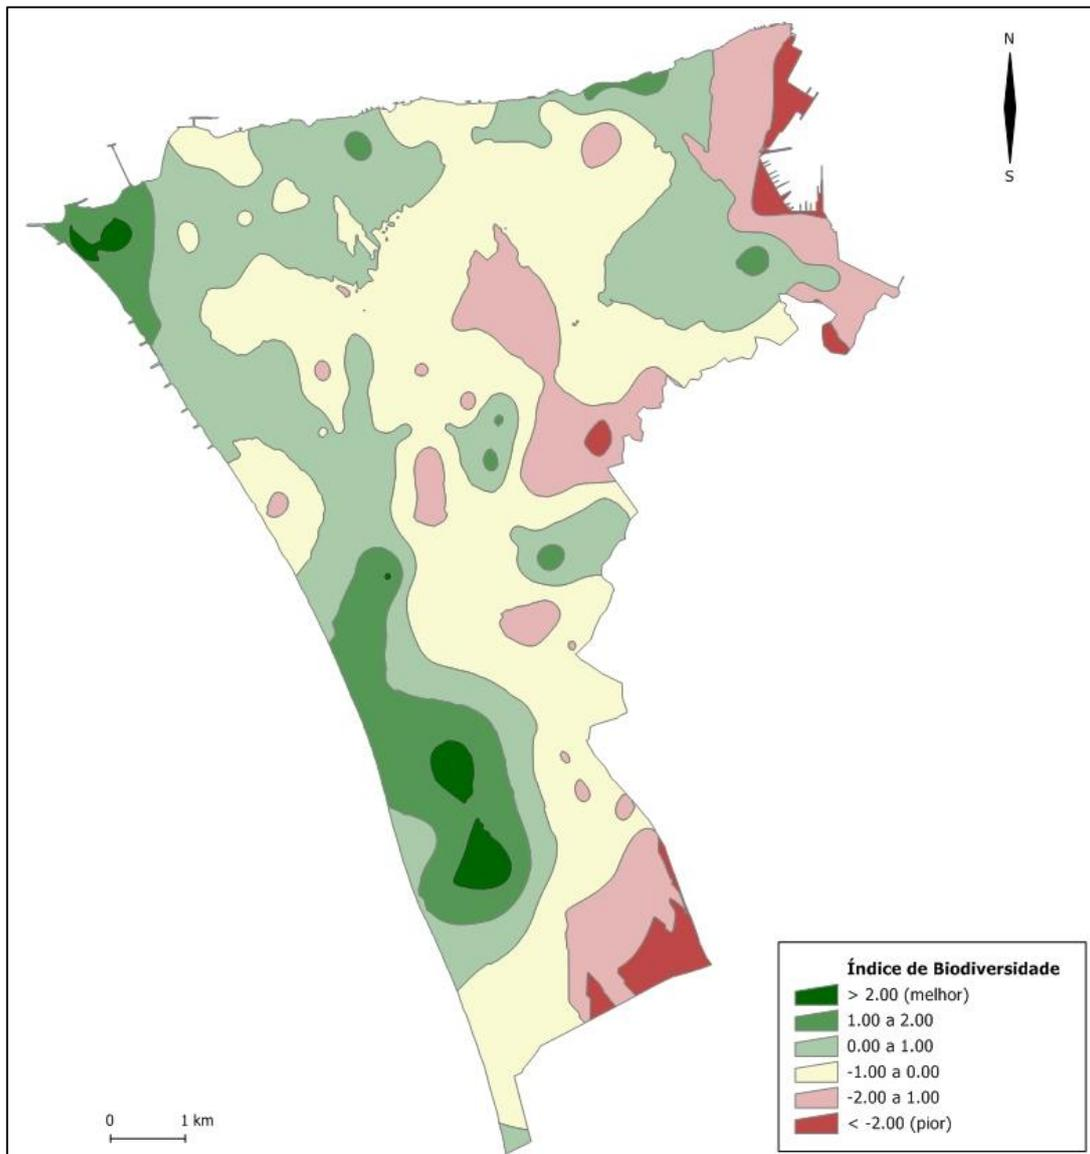 N
S
Índice de Biodiversidade
> 2.00 (melhor)
1.00 a 2.00
0.00 a 1.00
-1.00 a 0.00
-2.00 a 1.00
< -2.00 (pior)
0 1 km